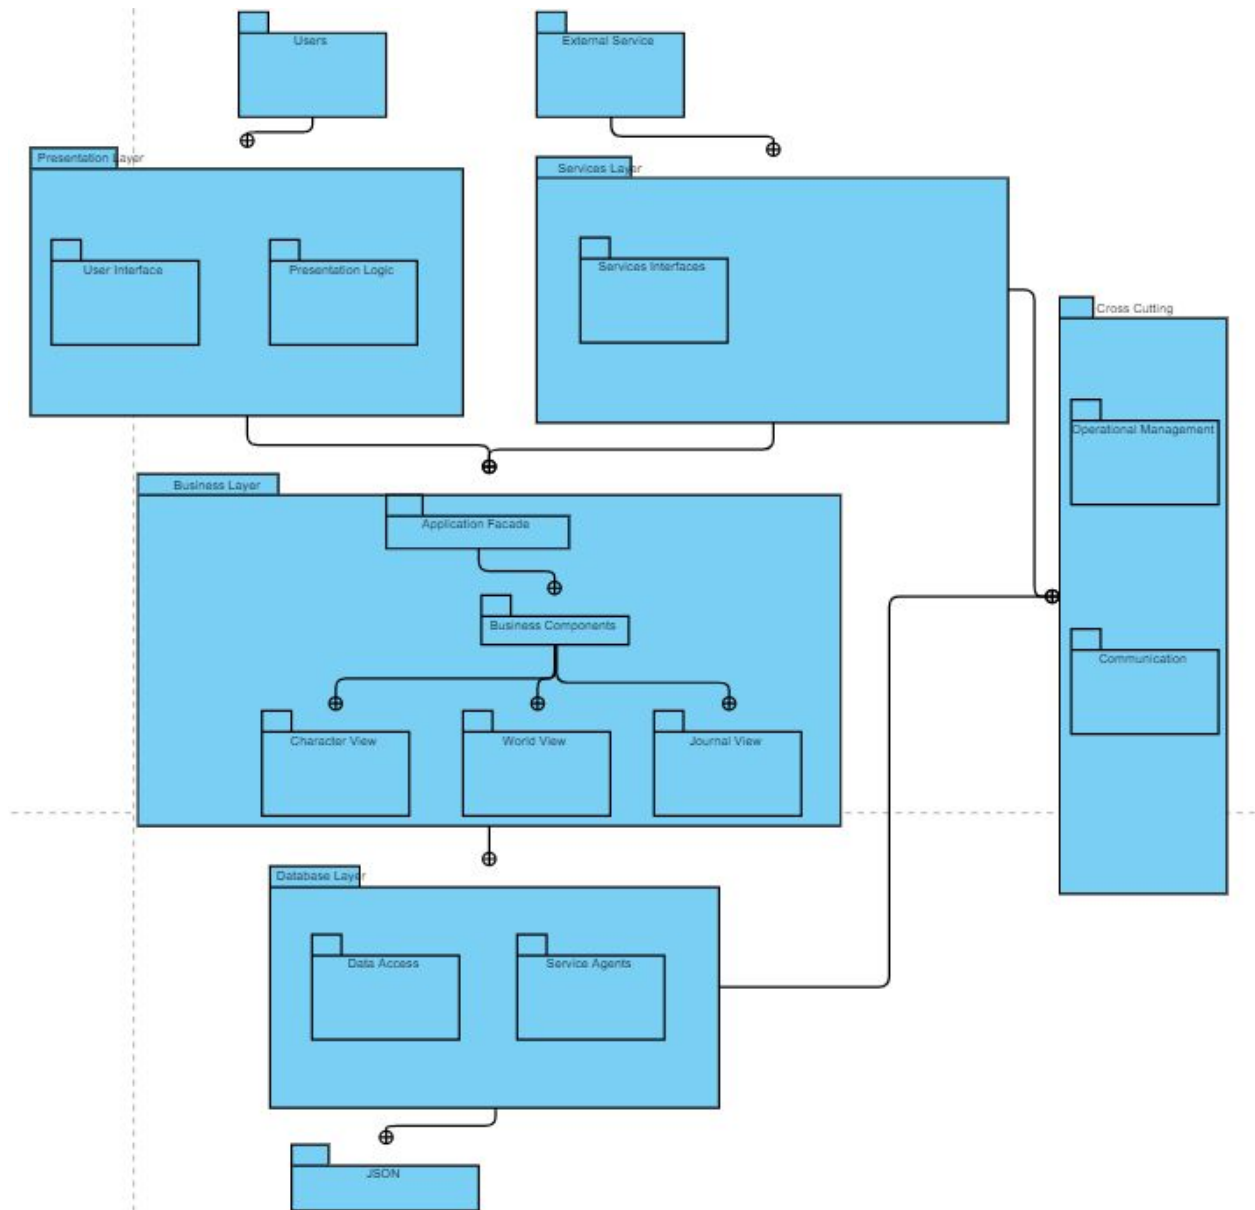 Users
External Service
Presentation Layer
Services Layer
User Interface
Presentation Logic
Services Interfaces
Cross Cutting
Operational Management
Business Layer
Application Facade
Business Components
Communication
Character View
World View
Journal View
Database Layer
Data Access
Service Agents
JSON